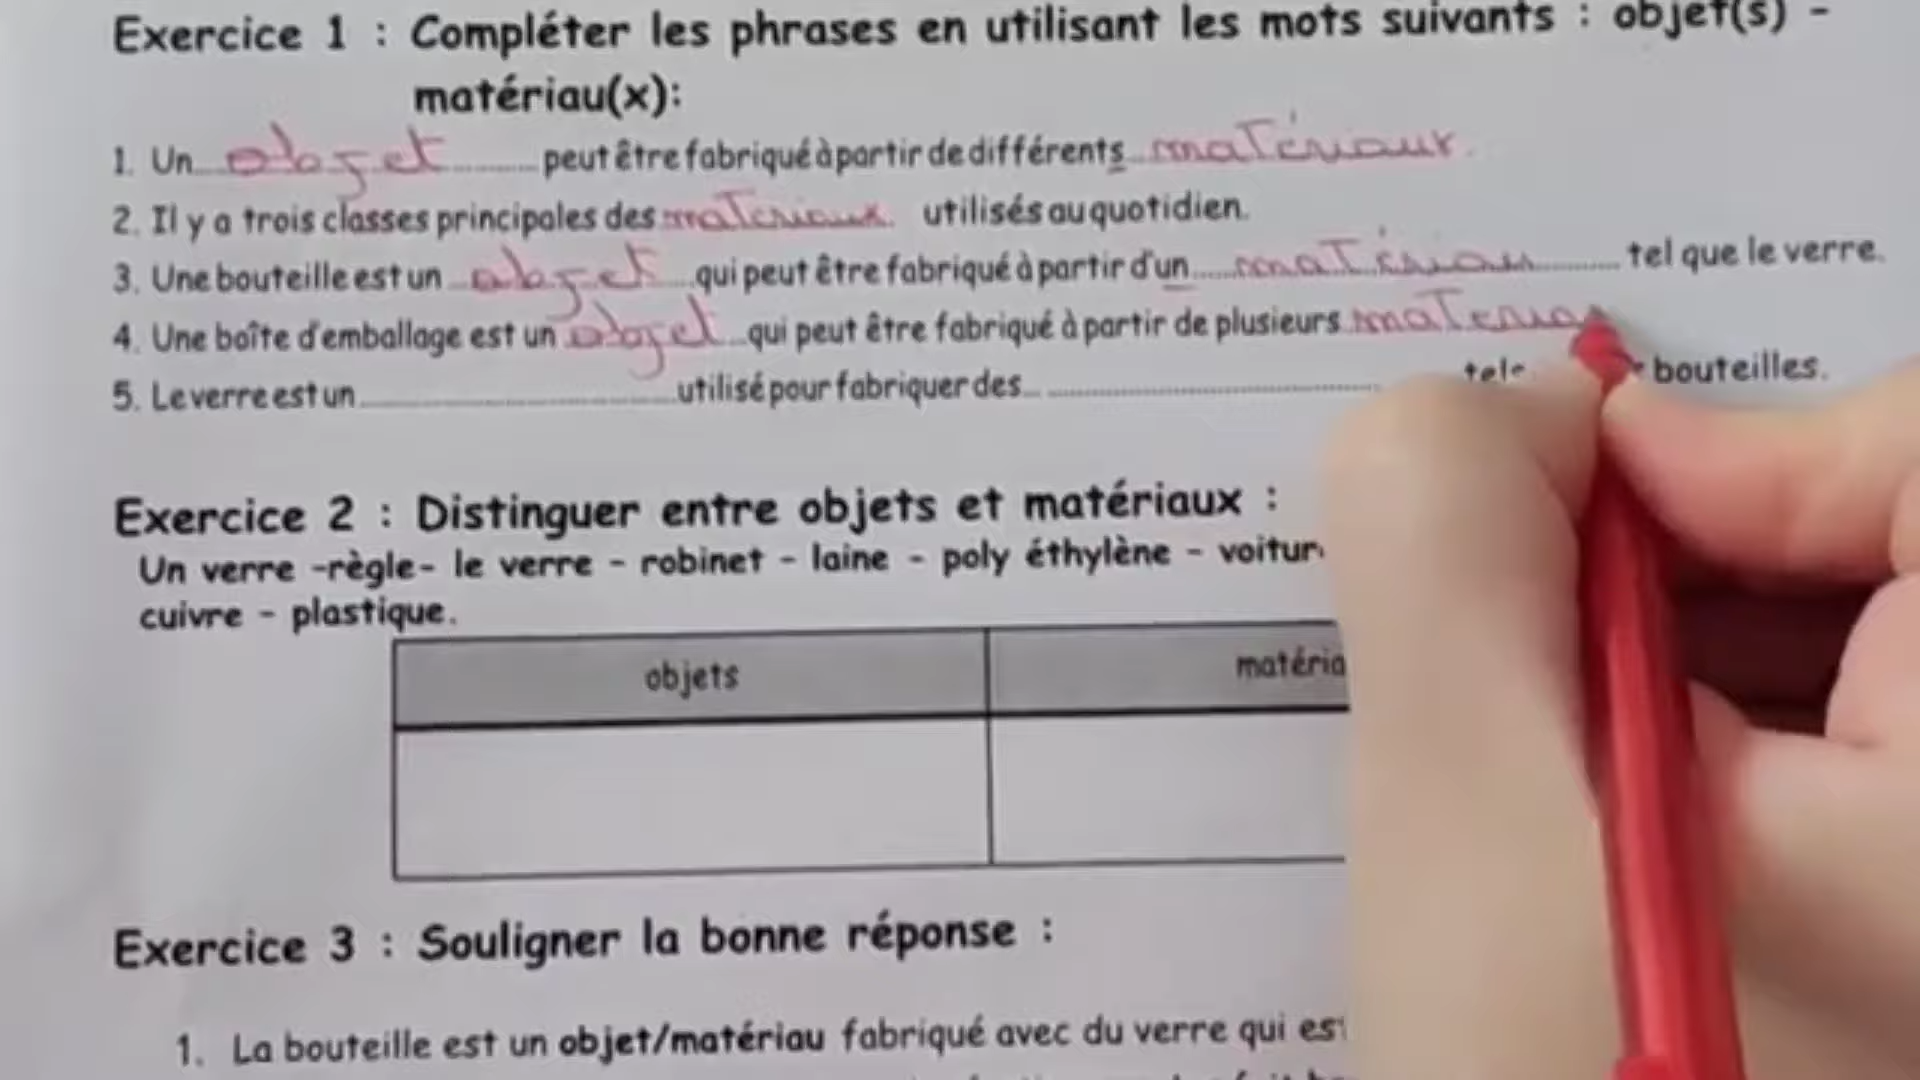 Exercice 1 : Compléter les phrases en utilisant les mots suivants : objet(s) -
matériau(x):
1. Un objet peut être fabriqué à partir de différents matériaux.
2. Il y a trois classes principales des materiaux utilisés au quotidien.
3. Une bouteille est un objet qui peut être fabriqué à partir d'un matériau tel que le verre.
4. Une boîte d'emballage est un objet qui peut être fabriqué à partir de plusieurs materiau
5. Le verre est un utilisé pour fabriquer des bouteilles.
Exercice 2 : Distinguer entre objets et matériaux :
Un verre -règle- le verre - robinet - laine - poly éthylène - voitur
cuivre - plastique.
objets matéria
Exercice 3 : Souligner la bonne réponse :
1. La bouteille est un objet/matériau fabriqué avec du verre qui es